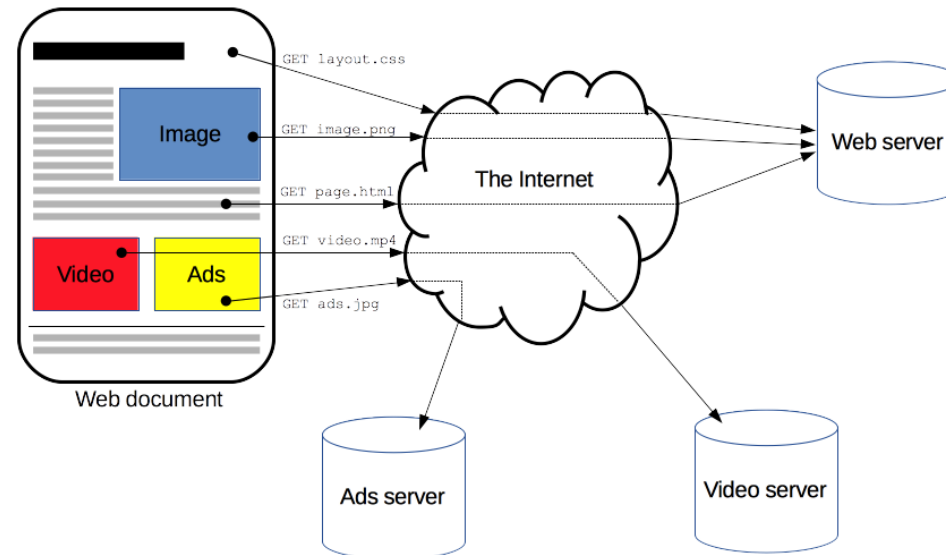 GET layout.css
Image
GET image.png
Web server
The Internet
GET page.html
GET video.mp4
Video
Ads
GET ads.jpg
Web document
Ads server
Video server